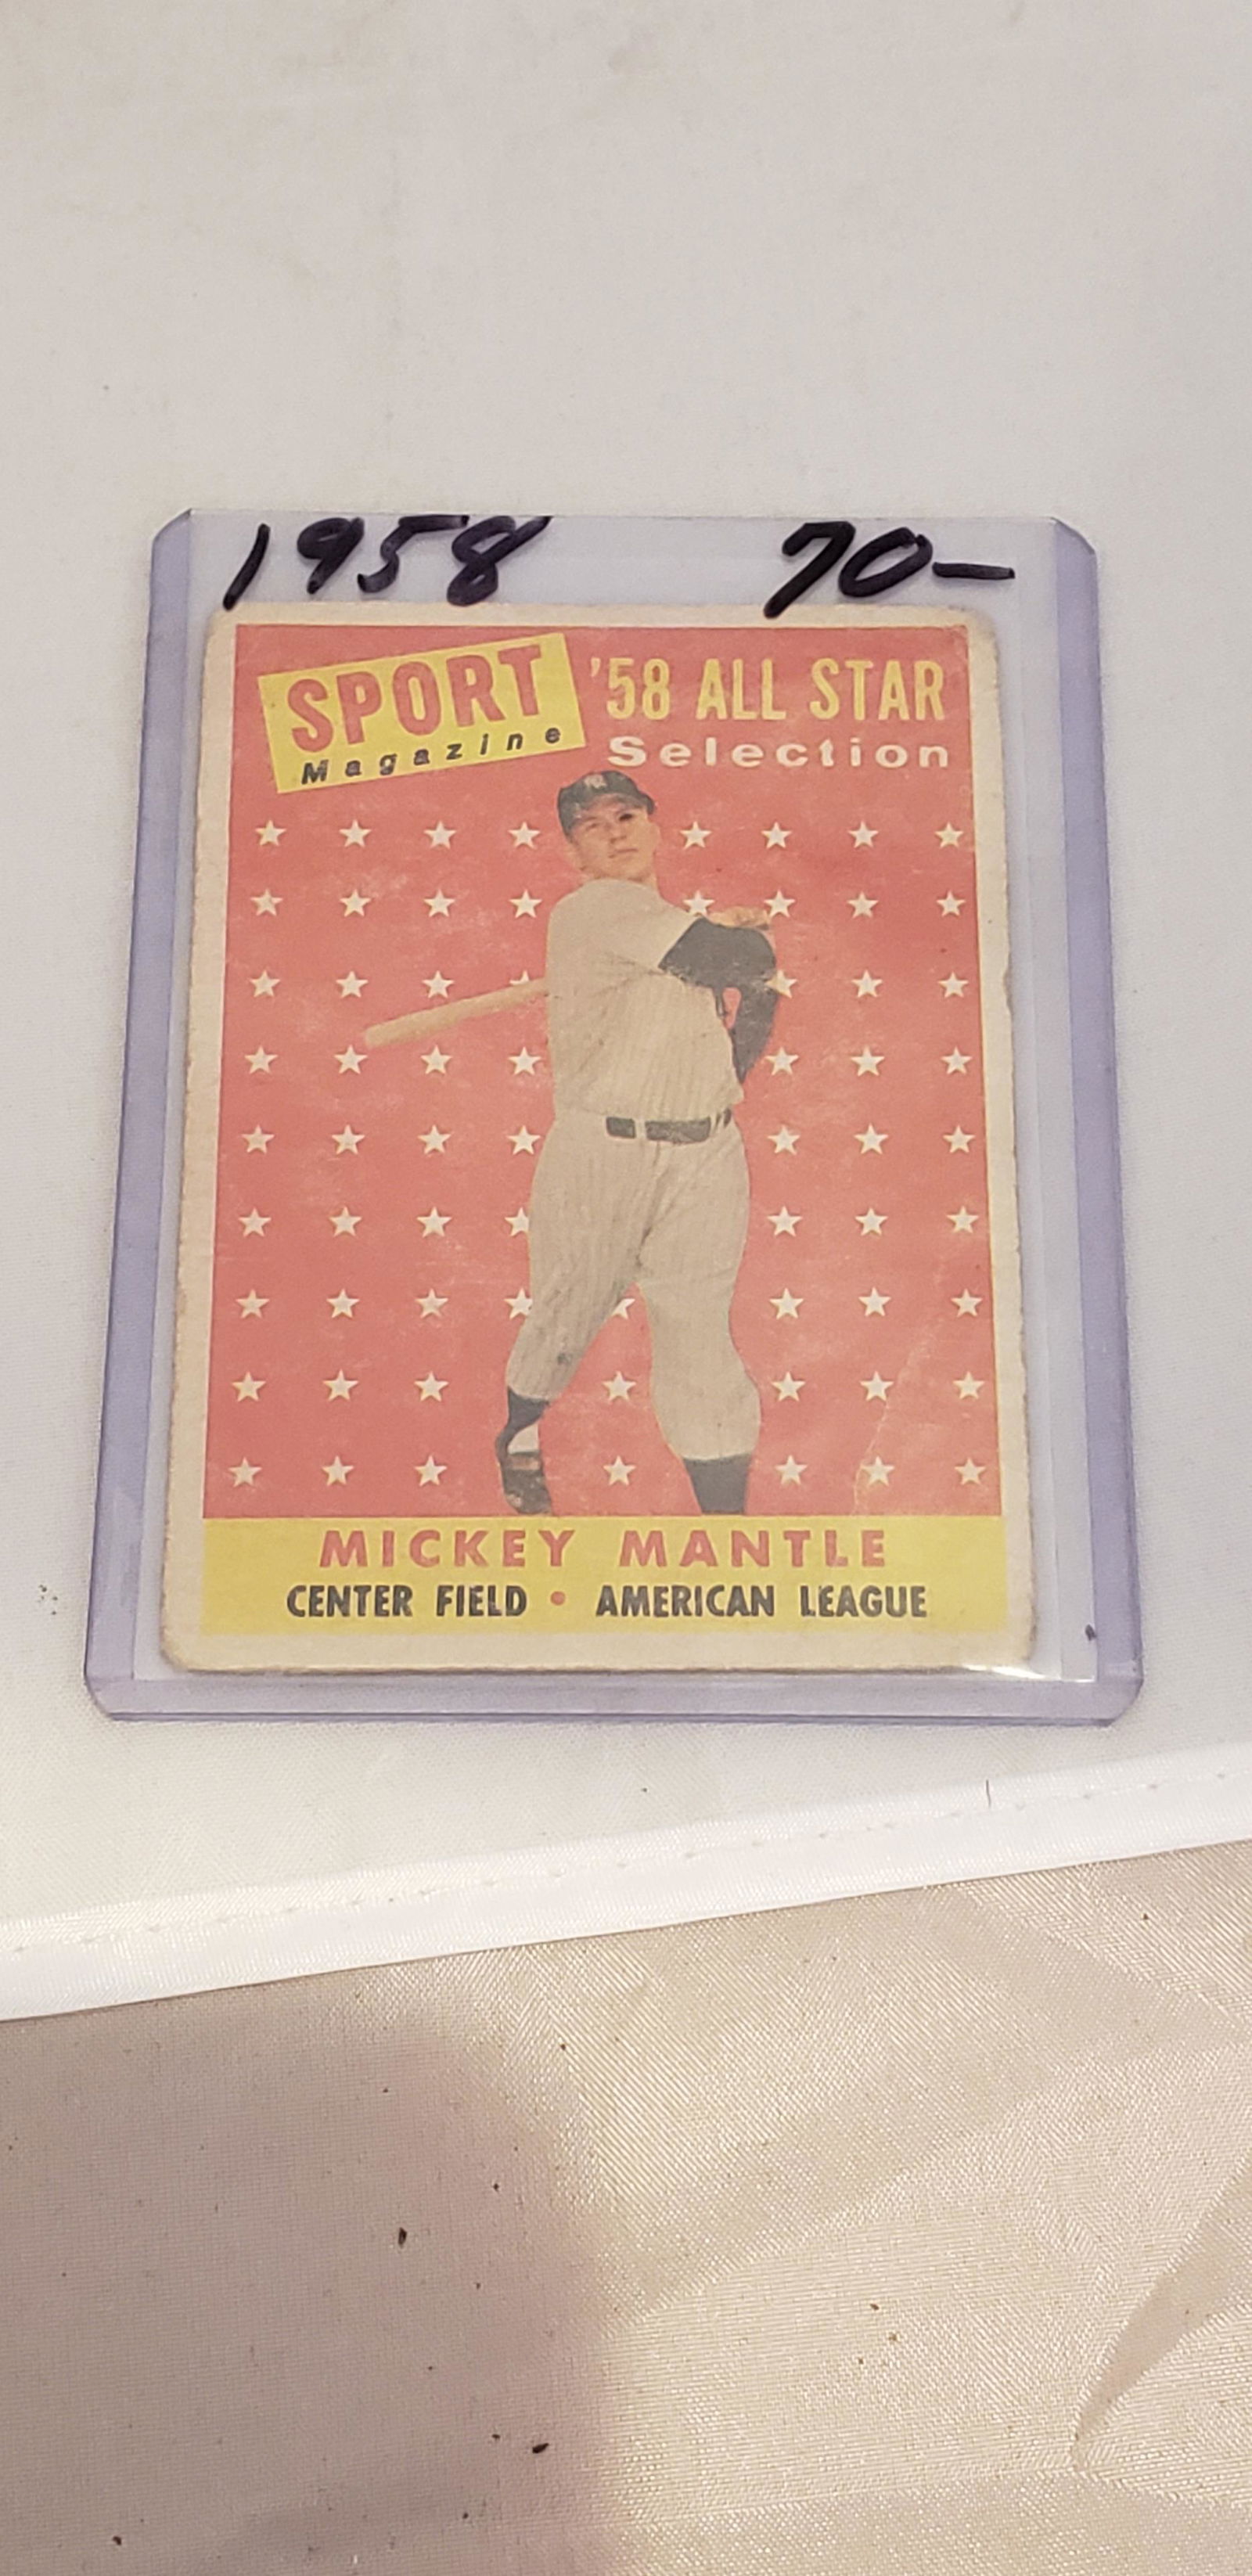 1958 70-
SPORT '58 ALL STAR
Magazine Selection
MICKEY MANTLE
CENTER FIELD • AMERICAN LEAGUE